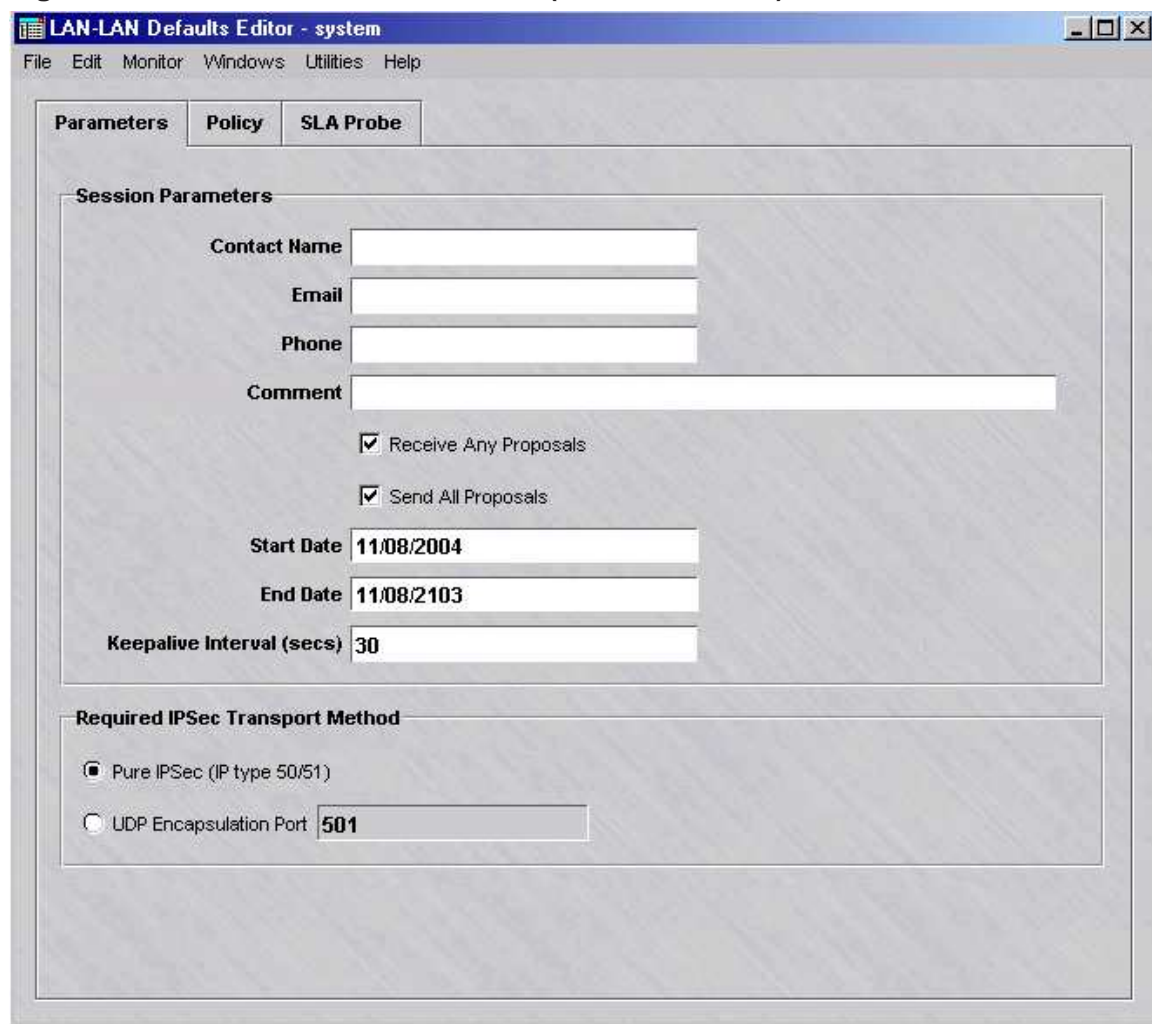 LAN-LAN Defaults Editor - system
File Edit Monitor Windows Utilities Help
Parameters Policy SLA Probe
Session Parameters
Contact Name
Email
Phone
Comment
Receive Any Proposals
Send All Proposals
Start Date 11/08/2004
End Date 11/08/2103
Keepalive Interval (secs) 30
Required IPSec Transport Method
Pure IPSec (IP type 50/51)
UDP Encapsulation Port 501